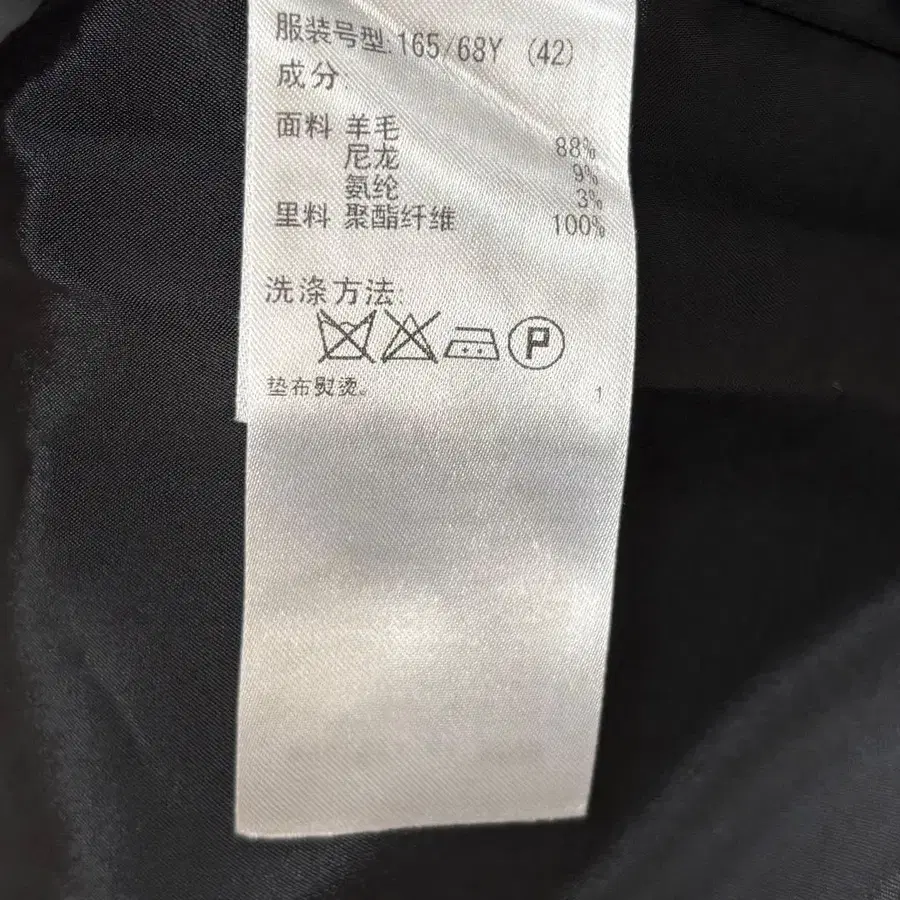 服装号型:165/68Y (42)
成分:
面料 羊毛 88%
尼龙 9%
氨纶 3%
里料 聚酯纤维 100%
洗涤方法:
P
垫布熨烫。 1